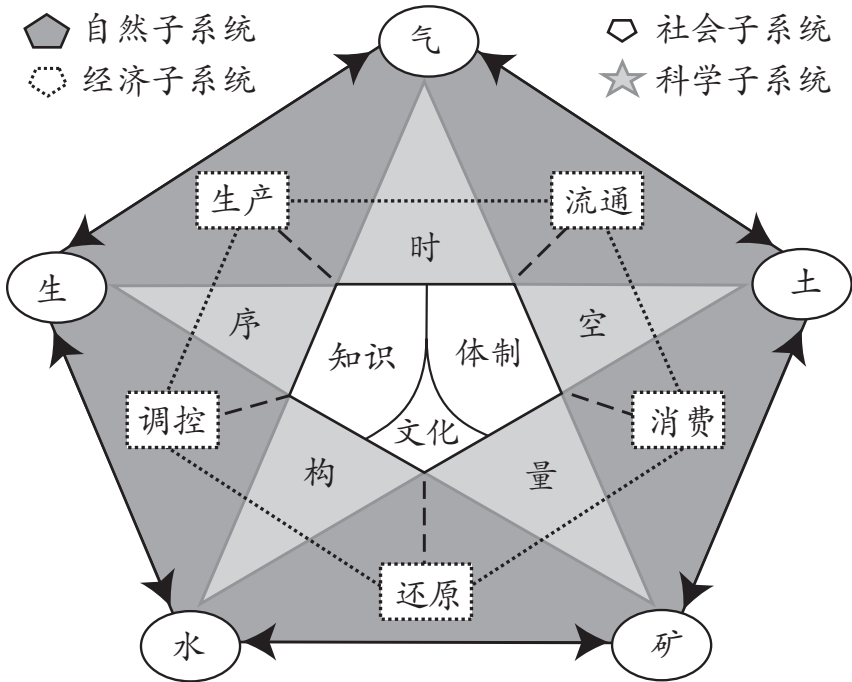 自然子系统
气
社会子系统
经济子系统
科学子系统
生产
流通
时
生
土
序
空
知识
体制
调控
文化
消费
构
量
还原
水
矿